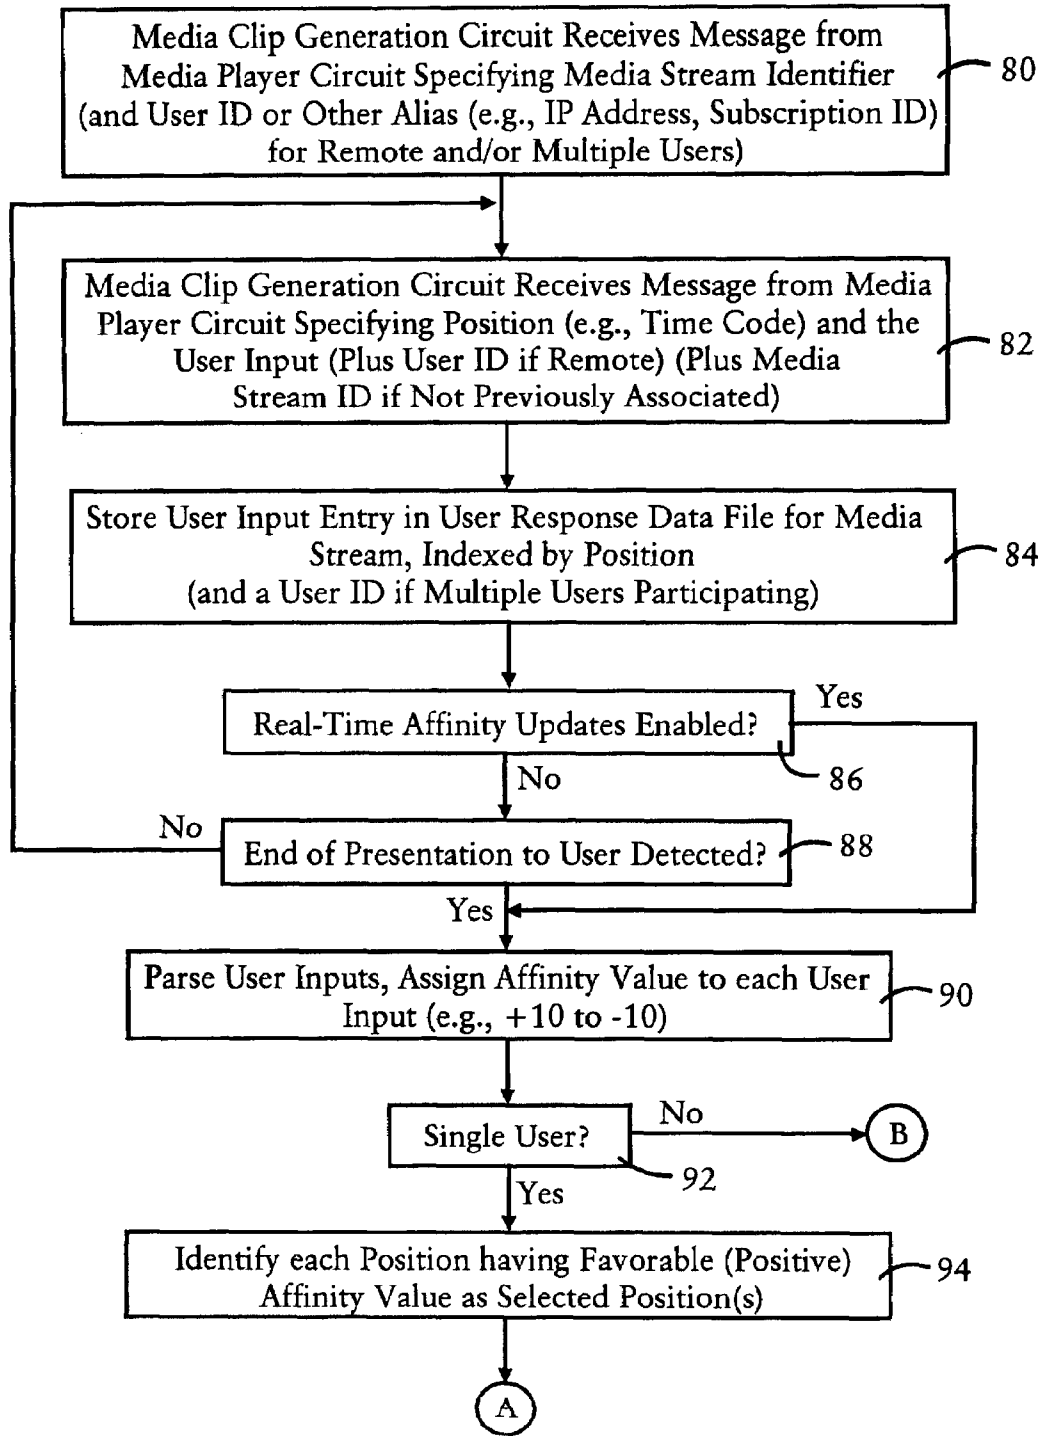 Media Clip Generation Circuit Receives Message from
Media Player Circuit Specifying Media Stream Identifier
(and User ID or Other Alias (e.g., IP Address, Subscription ID)
for Remote and/or Multiple Users)
80
Media Clip Generation Circuit Receives Message from Media
Player Circuit Specifying Position (e.g., Time Code) and the
User Input (Plus User ID if Remote) (Plus Media
Stream ID if Not Previously Associated)
82
Store User Input Entry in User Response Data File for Media
Stream, Indexed by Position
(and a User ID if Multiple Users Participating)
84
Real-Time Affinity Updates Enabled?
Yes
86
No
No
End of Presentation to User Detected?
88
Yes
Parse User Inputs, Assign Affinity Value to each User
Input (e.g., +10 to -10)
90
Single User?
No
B
92
Yes
Identify each Position having Favorable (Positive)
Affinity Value as Selected Position(s)
94
A